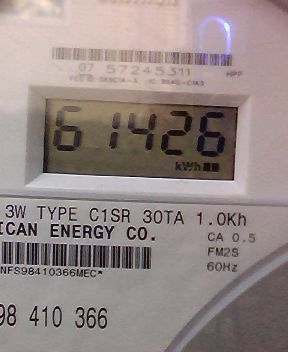 07 57245311 HPP
61426
kWh
3W TYPE C1SR 30TA 1.0Kh
ICAN ENERGY CO.
CA 0.5
FM2S
NFS98410366MEC*
60Hz
98 410 366